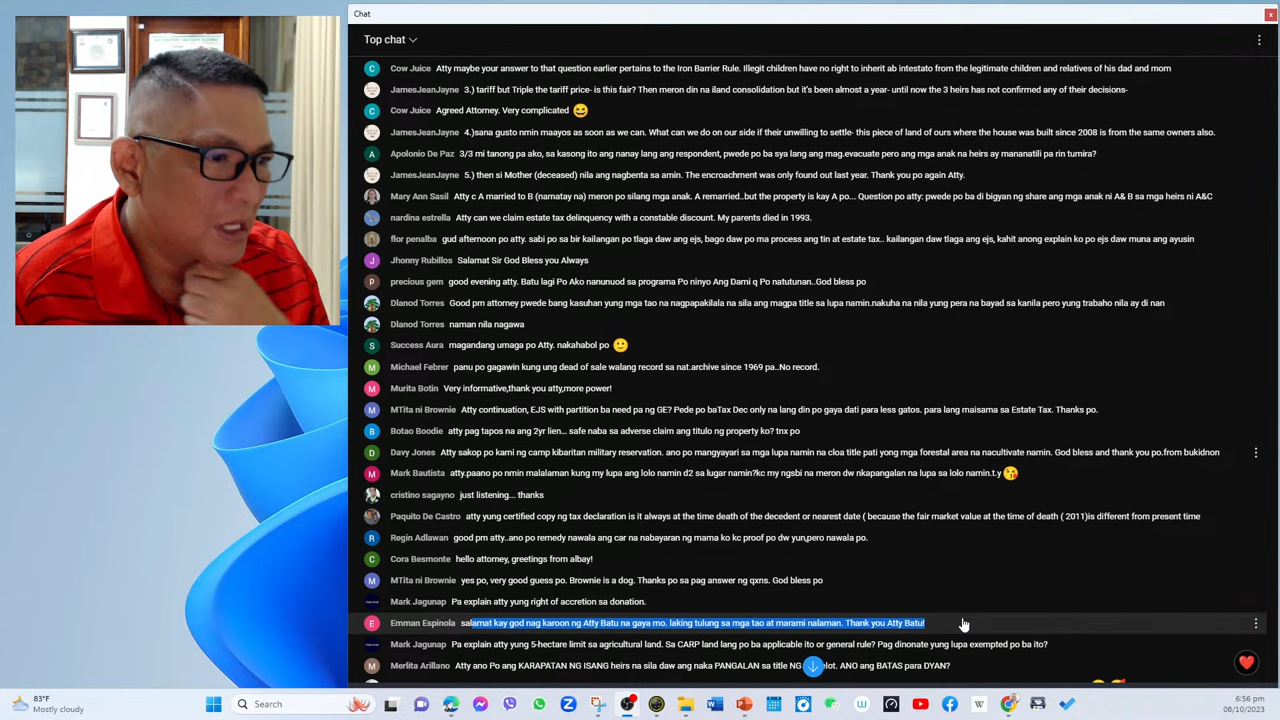 Chat
Top chat
Cow Juice Atty maybe your answer to that question earlier pertains to the Iron Barrier Rule. Illegit children have no right to inherit ab intestato from the legitimate children and relatives of his dad and mom
JamesJeanJayne 3.) tariff but Triple the tariff price- is this fair? Then meron din na iland consolidation but it's been almost a year- until now the 3 heirs has not confirmed any of their decisions-
Cow Juice Agreed Attorney. Very complicated 😆
JamesJeanJayne 4.)sana gusto nmin maayos as soon as we can. What can we do on our side if their unwilling to settle- this piece of land of ours where the house was built since 2008 is from the same owners also.
A Apolonio De Paz 3/3 mi tanong pa ako, sa kasong ito ang nanay lang ang respondent, pwede po ba sya lang ang mag.evacuate pero ang mga anak na heirs ay mananatili pa rin tumira?
JamesJeanJayne 5.) then si Mother (deceased) nila ang nagbenta sa amin. The encroachment was only found out last year. Thank you po again Atty.
Mary Ann Sasil Atty c A married to B (namatay na) meron po silang mga anak. A remarried..but the property is kay A po... Question po atty: pwede po ba di bigyan ng share ang mga anak ni A& B sa mga heirs ni A&C
nardina estrella Atty can we claim estate tax delinquency with a constable discount. My parents died in 1993.
flor penalba gud afternoon po atty. sabi po sa bir kailangan po tlaga daw ang ejs, bago daw po ma process ang tin at estate tax.. kailangan daw tlaga ang ejs, kahit anong explain ko po ejs daw muna ang ayusin
J Jhonny Rubillos Salamat Sir God Bless you Always
P precious gem good evening atty. Batu lagi Po Ako nanunuod sa programa Po ninyo Ang Dami q Po natutunan..God bless po
Dlanod Torres Good pm attorney pwede bang kasuhan yung mga tao na nagpapakilala na sila ang magpa title sa lupa namin.nakuha na nila yung pera na bayad sa kanila pero yung trabaho nila ay di nan
Dlanod Torres naman nila nagawa
S Success Aura magandang umaga po Atty. nakahabol po 🙂
M Michael Febrer panu po gagawin kung ung dead of sale walang record sa nat.archive since 1969 pa..No record.
M Murita Botin Very informative,thank you atty,more power!
M MTita ni Brownie Atty continuation, EJS with partition ba need pa ng GE? Pede po baTax Dec only na lang din po gaya dati para less gatos. para lang maisama sa Estate Tax. Thanks po.
B Botao Boodie atty pag tapos na ang 2yr lien... safe naba sa adverse claim ang titulo ng property ko? tnx po
D Davy Jones Atty sakop po kami ng camp kibaritan military reservation. ano po mangyayari sa mga lupa namin na cloa title pati yong mga forestal area na nacultivate namin. God bless and thank you po.from bukidnon
M Mark Bautista atty.paano po nmin malalaman kung my lupa ang lolo namin d2 sa lugar namin?kc my ngsbi na meron dw nkapangalan na lupa sa lolo namin.t.y 😘
cristino sagayno just listening... thanks
Paquito De Castro atty yung certified copy ng tax declaration is it always at the time death of the decedent or nearest date ( because the fair market value at the time of death ( 2011)is different from present time
R Regin Adlawan good pm atty..ano po remedy nawala ang car na nabayaran ng mama ko kc proof po dw yun,pero nawala po.
C Cora Besmonte hello attorney, greetings from albay!
M MTita ni Brownie yes po, very good guess po. Brownie is a dog. Thanks po sa pag answer ng qxns. God bless po
Mark Jagunap Pa explain atty yung right of accretion sa donation.
E Emman Espinola salamat kay god nag karoon ng Atty Batu na gaya mo. laking tulung sa mga tao at marami nalaman. Thank you Atty Batu!
Mark Jagunap Pa explain atty yung 5-hectare limit sa agricultural land. Sa CARP land lang po ba applicable ito or general rule? Pag dinonate yung lupa exempted po ba ito?
M Merlita Arillano Atty ano Po ang KARAPATAN NG ISANG heirs na sila daw ang naka PANGALAN sa title NG lot. ANO ang BATAS para DYAN?
83°F
Mostly cloudy
Search
6:56 pm
08/10/2023